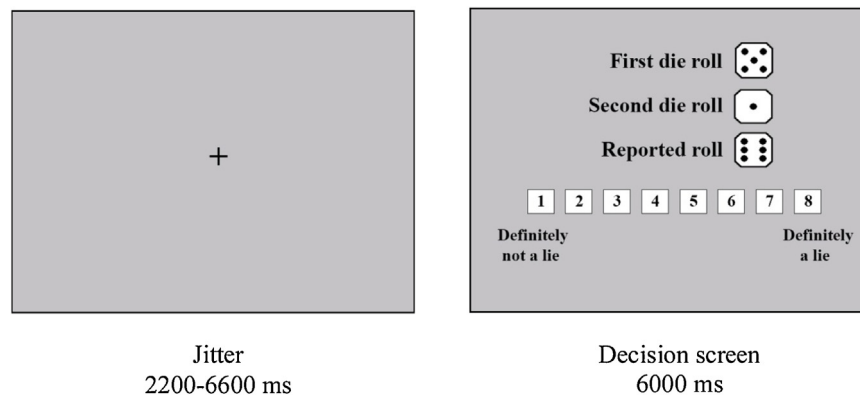 +
First die roll
Second die roll
Reported roll
1 2 3 4 5 6 7 8
Definitely
not a lie
Definitely
a lie
Jitter
2200-6600 ms
Decision screen
6000 ms